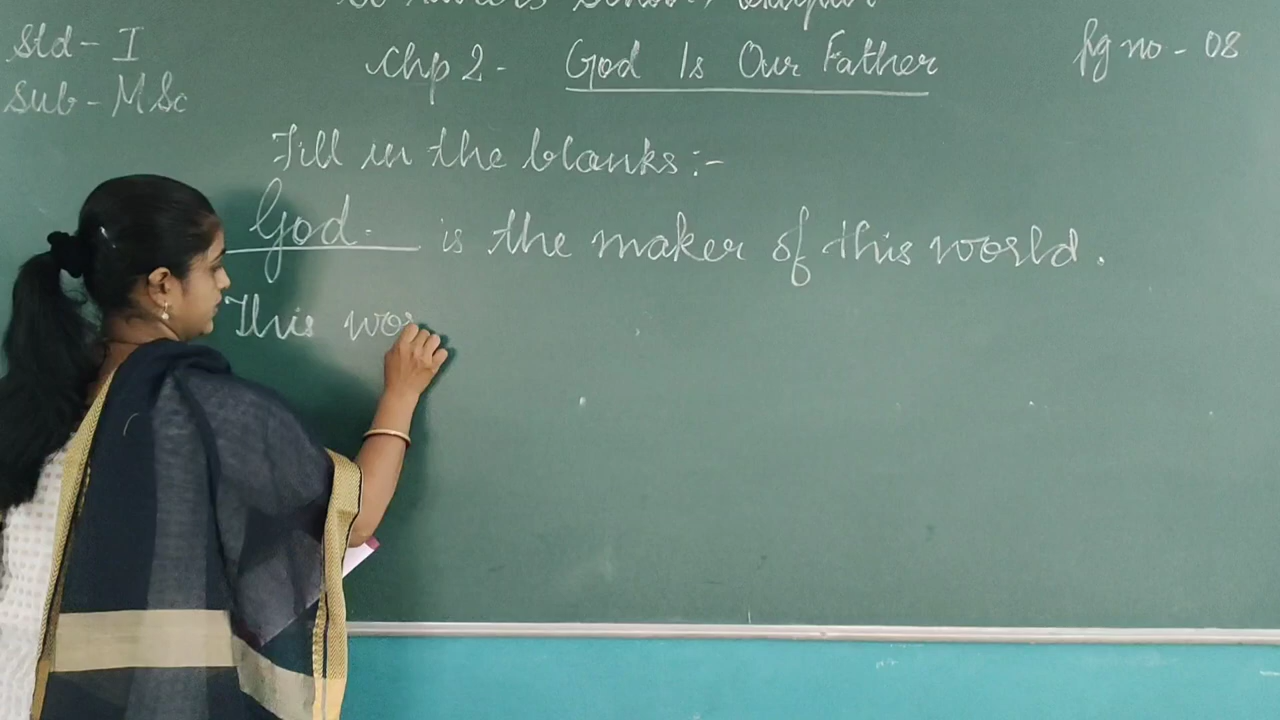 Std - I
Sub - M Sc
Chp 2 - God Is Our Father
Pg no - 08
Fill in the blanks :-
God. is the maker of this world.
This wor